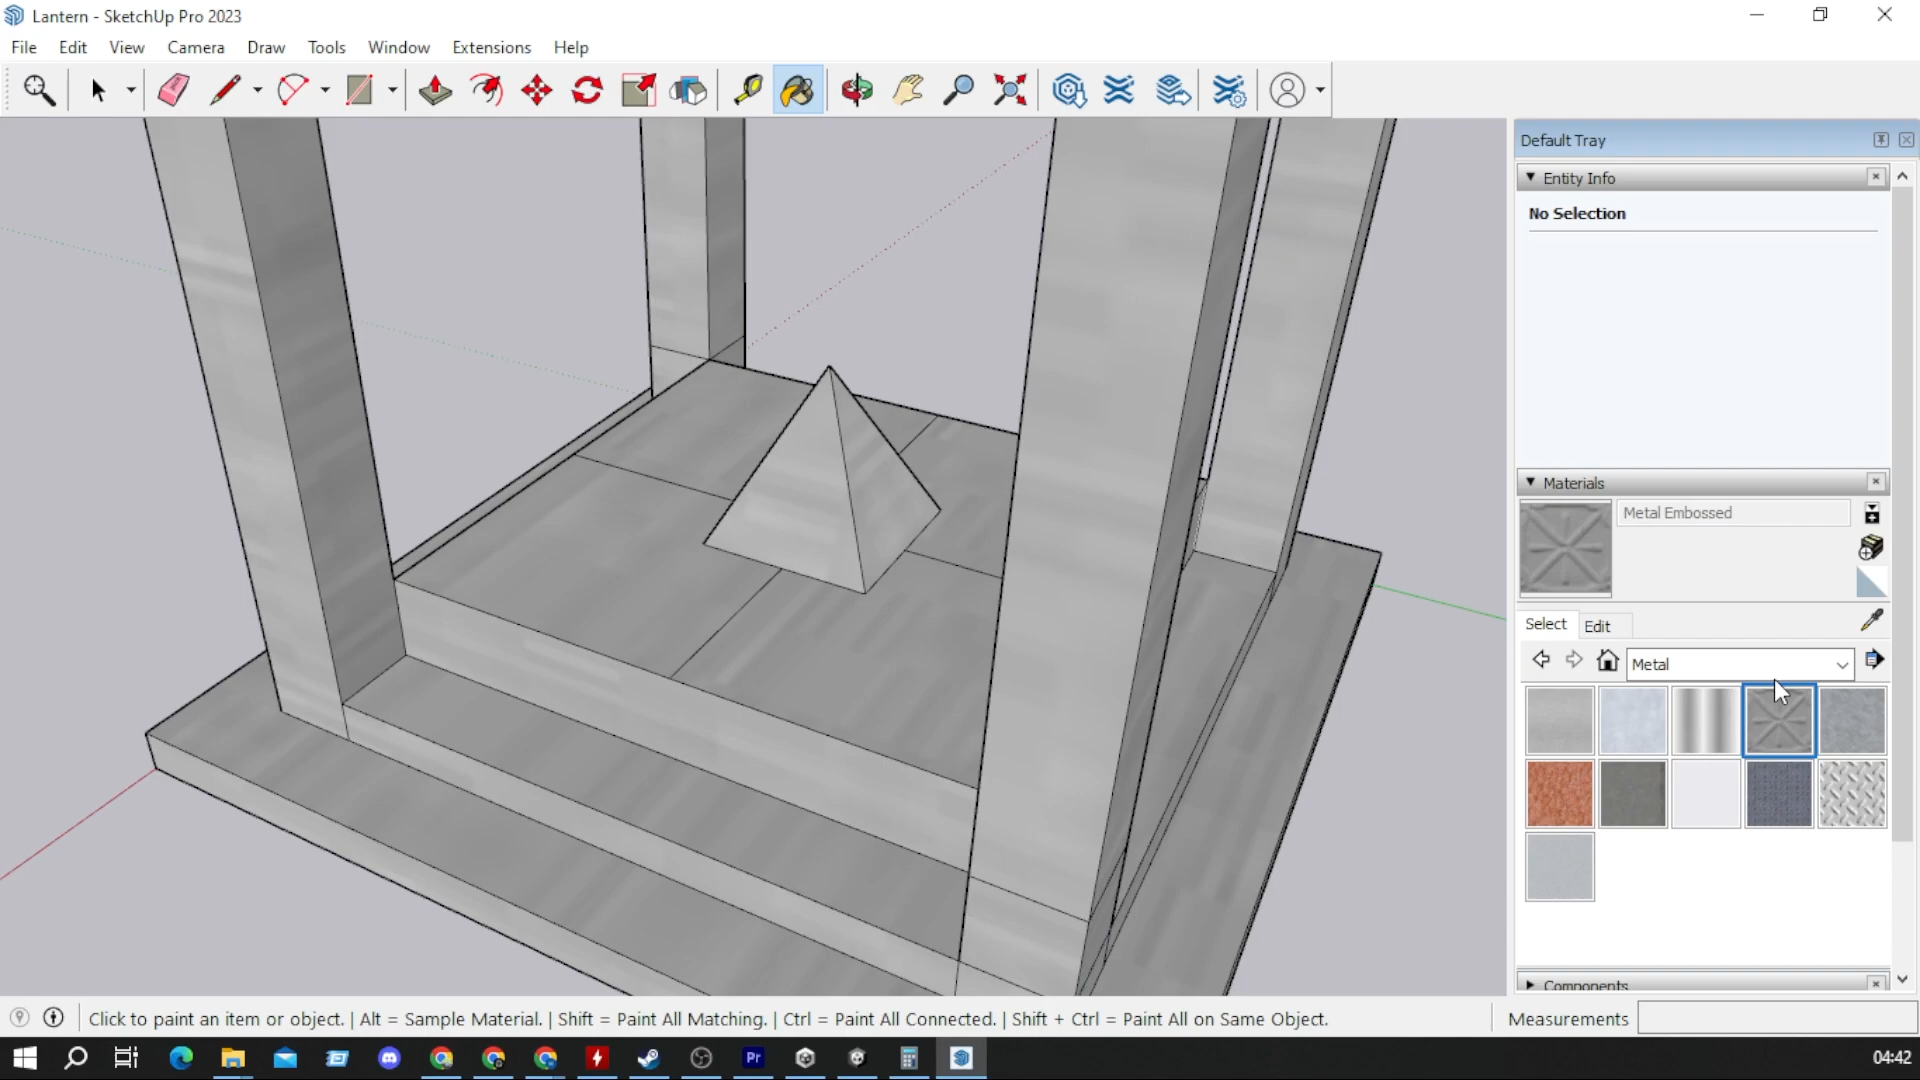 Lantern - SketchUp Pro 2023
File Edit View Camera Draw Tools Window Extensions Help
Default Tray
Entity Info
No Selection
Materials
Metal Embossed
Select Edit
Metal
Components
Click to paint an item or object. | Alt = Sample Material. | Shift = Paint All Matching. | Ctrl = Paint All Connected. | Shift + Ctrl = Paint All on Same Object.
Measurements
Pr
04:42